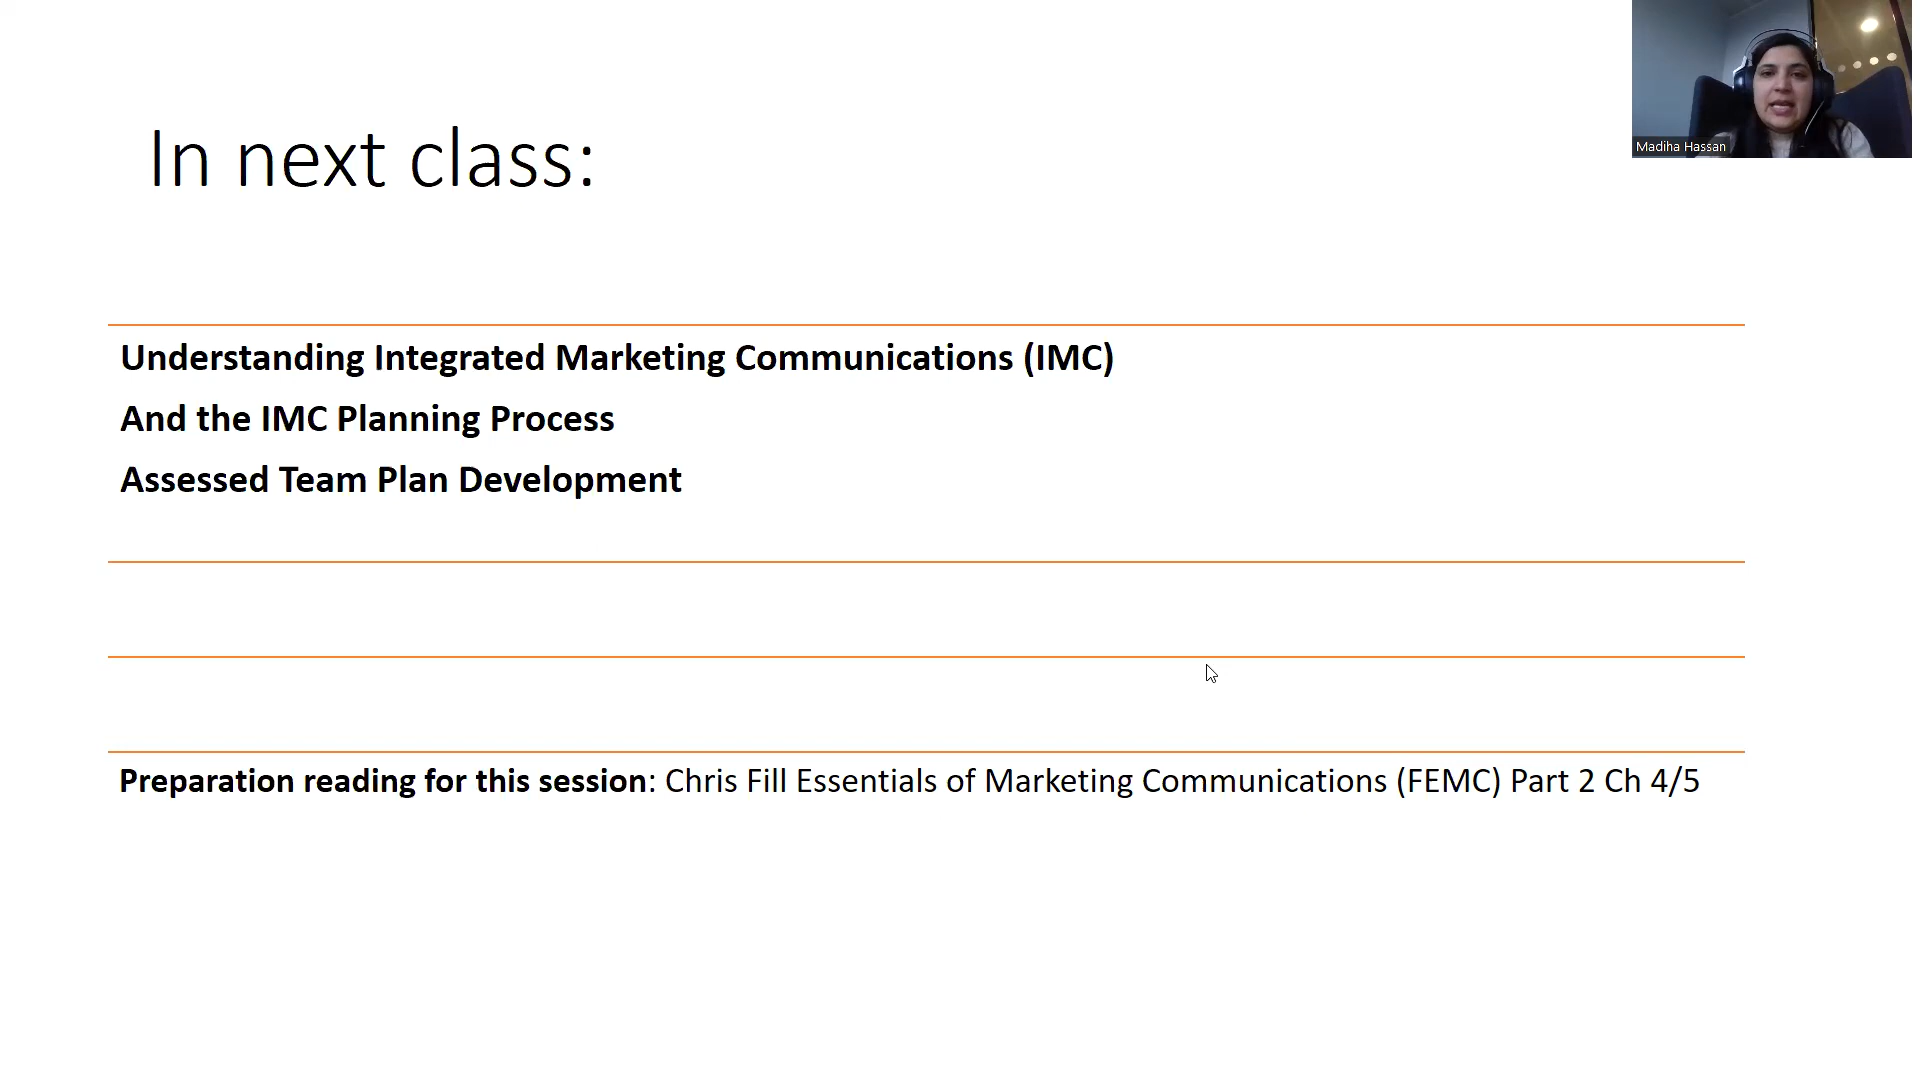 In next class:
Madiha Hassan
Understanding Integrated Marketing Communications (IMC)
And the IMC Planning Process
Assessed Team Plan Development
Preparation reading for this session: Chris Fill Essentials of Marketing Communications (FEMC) Part 2 Ch 4/5